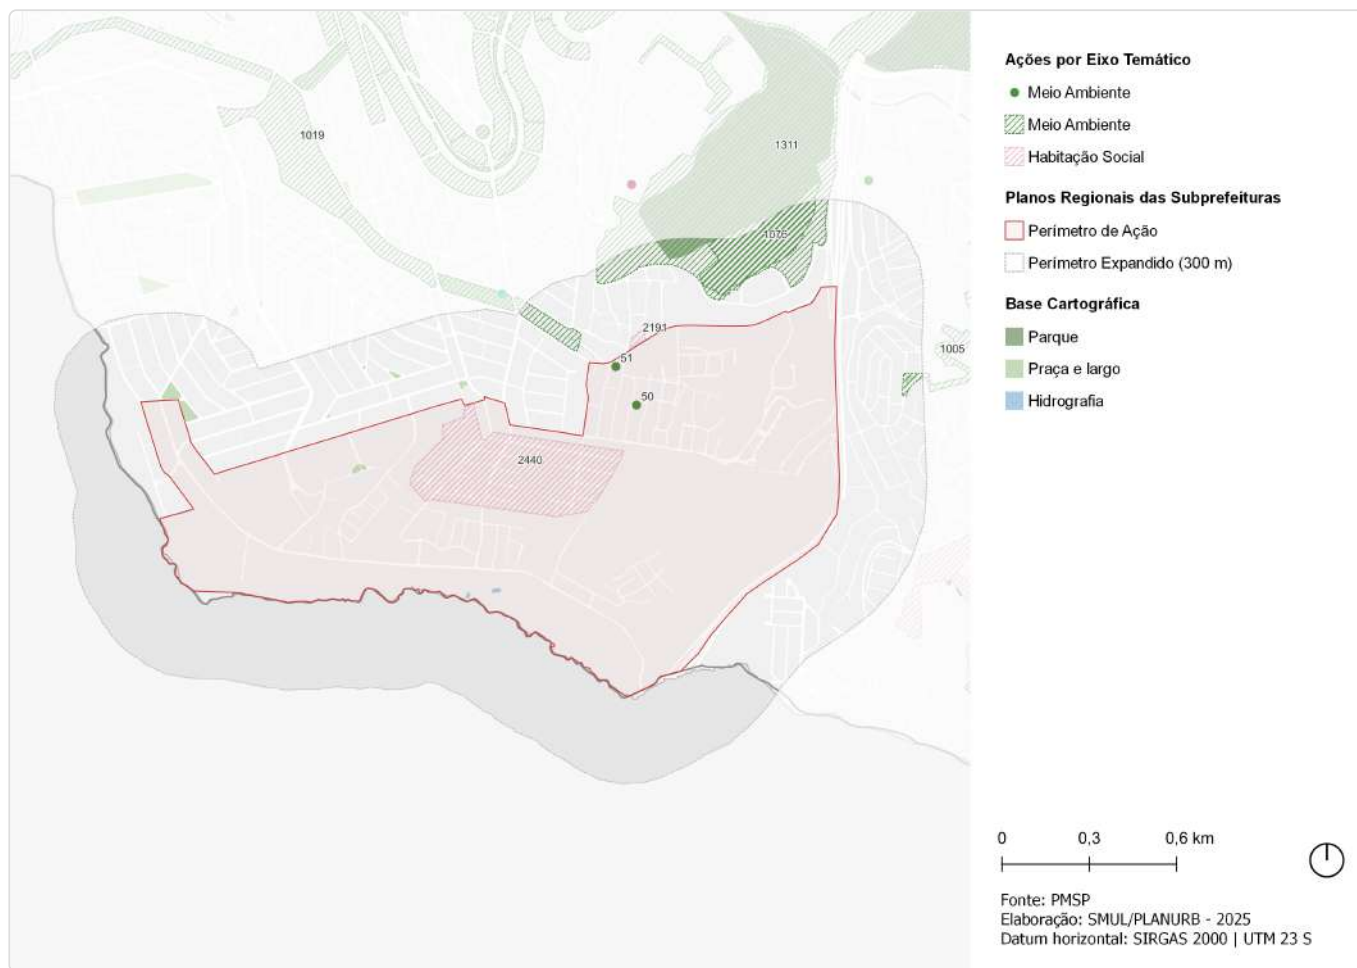 1019
1311
1076
2191
51
50
1005
2440
Ações por Eixo Temático
Meio Ambiente
Meio Ambiente
Habitação Social
Planos Regionais das Subprefeituras
Perímetro de Ação
Perímetro Expandido (300 m)
Base Cartográfica
Parque
Praça e largo
Hidrografia
0 0,3 0,6 km
Fonte: PMSP
Elaboração: SMUL/PLANURB - 2025
Datum horizontal: SIRGAS 2000 | UTM 23 S